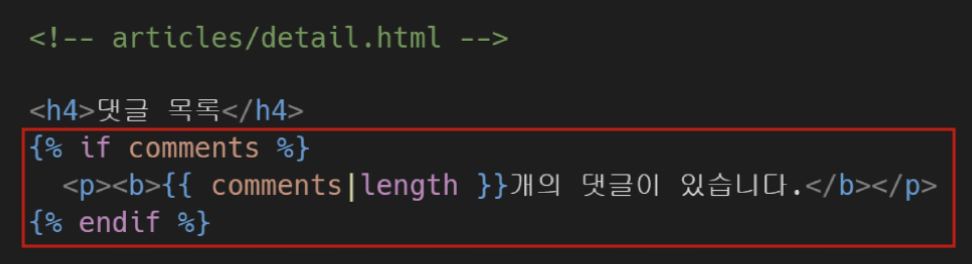 <!-- articles/detail.html -->
<h4>댓글 목록</h4>
{% if comments %}
<p><b>{{ comments|length }}개의 댓글이 있습니다.</b></p>
{% endif %}